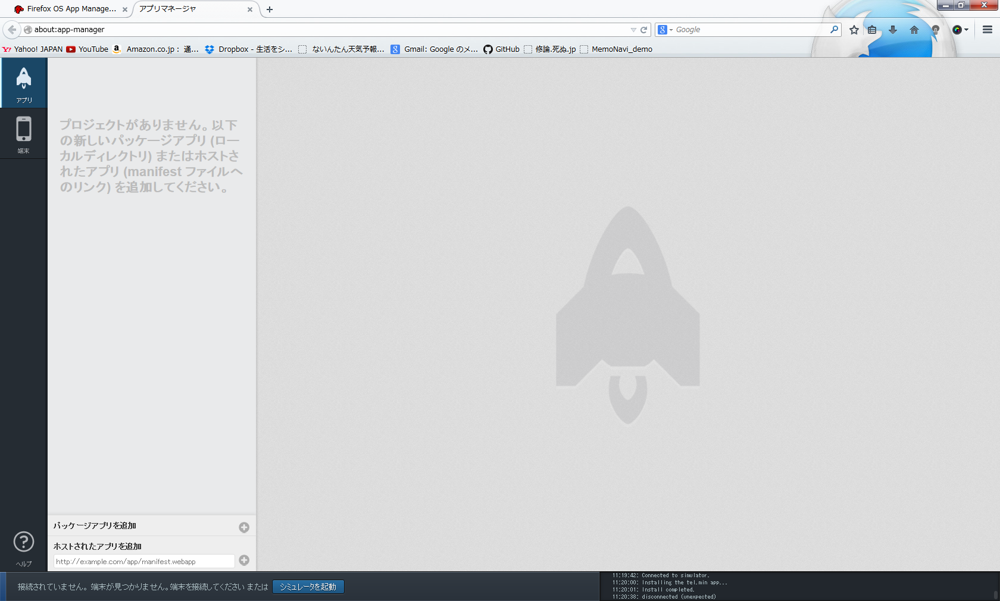 Firefox OS App Manage...
アプリマネージャ
about:app-manager
Google
Yahoo! JAPAN
YouTube
Amazon.co.jp： 通...
Dropbox - 生活をシ...
ないんたん天気予報...
Gmail: Google のメ...
GitHub
修論.死ぬ.jp
MemoNavi_demo
アプリ
端末
プロジェクトがありません。以下
の新しいパッケージアプリ (ロー
カルディレクトリ) またはホストさ
れたアプリ (manifest ファイルへ
のリンク) を追加してください。
パッケージアプリを追加
ホストされたアプリを追加
http://example.com/app/manifest.webapp
ヘルプ
接続されていません。 端末が見つかりません。端末を接続してください または
シミュレータを起動
11:19:42: Connected to simulator.
11:20:00: Installing the tel.min app...
11:20:01: Install completed.
11:20:38: disconnected (unexpected)